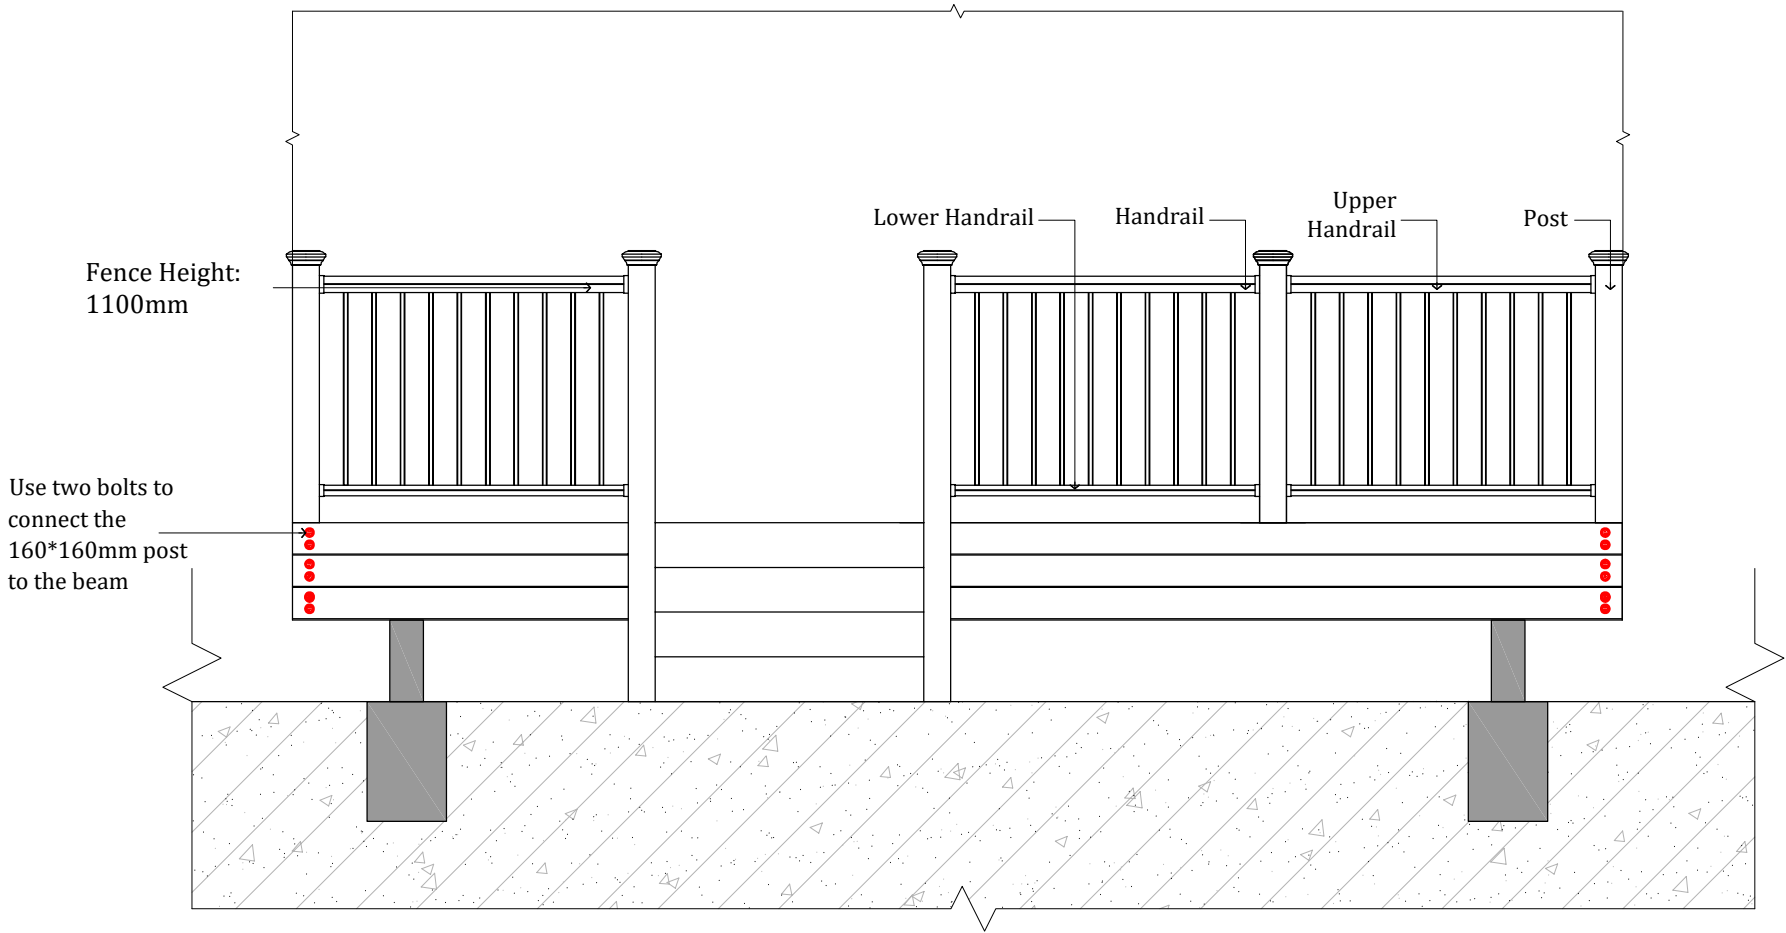 Lower Handrail
Handrail
Upper
Handrail
Post
Fence Height:
1100mm
Use two bolts to
connect the
160*160mm post
to the beam